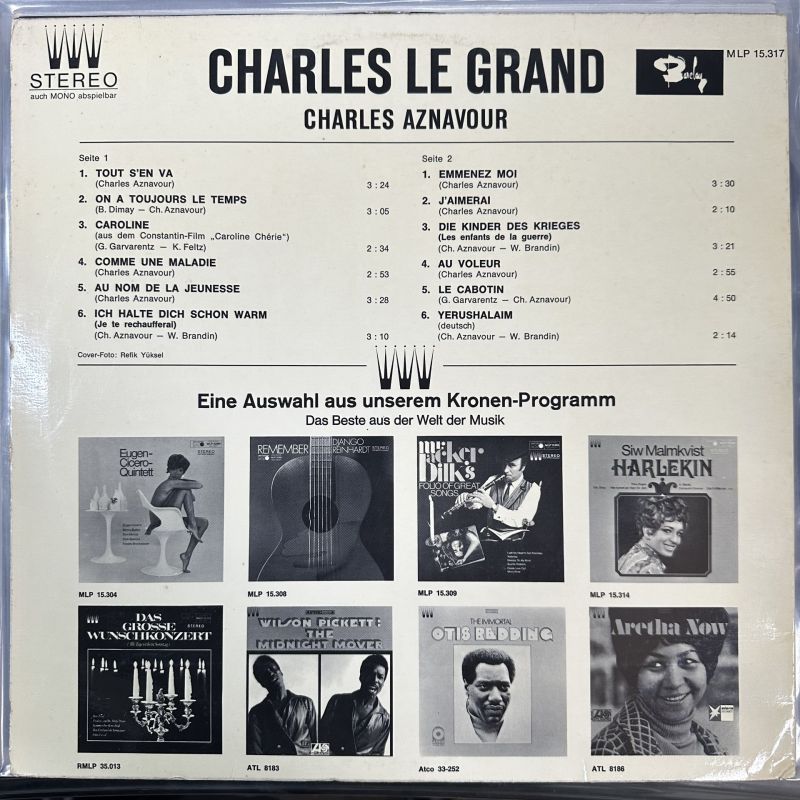 STEREO
auch MONO abspielbar
CHARLES LE GRAND
CHARLES AZNAVOUR
Barclay
MLP 15.317
Seite 1
1. TOUT S'EN VA
(Charles Aznavour) 3 : 24
2. ON A TOUJOURS LE TEMPS
(B. Dimay — Ch. Aznavour) 3 : 05
3. CAROLINE
(aus dem Constantin-Film „Caroline Chérie")
(G. Garvarentz — K. Feltz) 2 : 34
4. COMME UNE MALADIE
(Charles Aznavour) 2 : 53
5. AU NOM DE LA JEUNESSE
(Charles Aznavour) 3 : 28
6. ICH HALTE DICH SCHON WARM
(Je te rechaufferai)
(Ch. Aznavour — W. Brandin) 3 : 10
Cover-Foto: Refik Yüksel
Seite 2
1. EMMENEZ MOI
(Charles Aznavour) 3 : 30
2. J'AIMERAI
(Charles Aznavour) 2 : 10
3. DIE KINDER DES KRIEGES
(Les enfants de la guerre)
(Ch. Aznavour — W. Brandin) 3 : 21
4. AU VOLEUR
(Charles Aznavour) 2 : 55
5. LE CABOTIN
(G. Garvarentz — Ch. Aznavour) 4 : 50
6. YERUSHALAIM
(deutsch)
(Ch. Aznavour — W. Brandin) 2 : 14
Eine Auswahl aus unserem Kronen-Programm
Das Beste aus der Welt der Musik
Eugen-
Cicero-
Quintett
STEREO
MLP 15.304
REMEMBER
DJANGO
REINHARDT
STEREO
MLP 15.308
Mr.
Acker
Bilk's
FOLIO OF GREAT
SONGS
STEREO
MLP 15.309
Siw Malmkvist
HARLEKIN
MLP 15.314
DAS
GROSSE
WUNSCHKONZERT
STEREO
RMLP 35.013
WILSON PICKETT:
THE
MIDNIGHT MOVER
ATL 8183
THE IMMORTAL
OTIS REDDING
ATCO
Atco 33-252
Aretha Now
ATL 8186